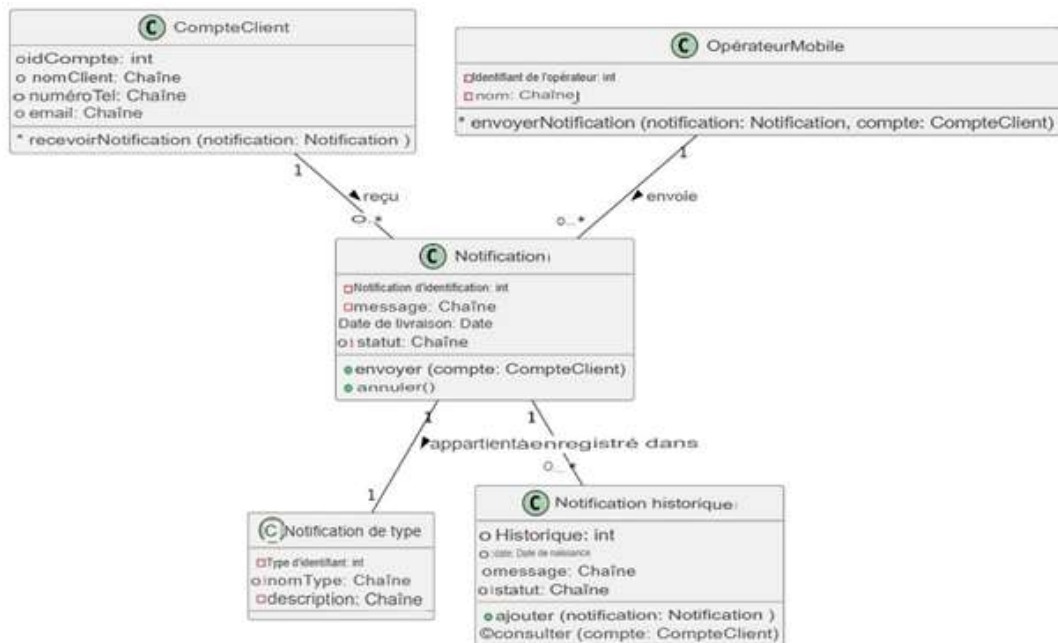 CompteClient
idCompte: int
nomClient: Chaîne
numéroTel: Chaîne
email: Chaîne
recevoirNotification (notification: Notification )
OpérateurMobile
Identifiant de l'opérateur: int
nom: Chaîne
* envoyerNotification (notification: Notification, compte: CompteClient)
1
reçu
0..*
1
envoie
0..*
Notification
Notification d'identification: int
message: Chaîne
Date de livraison: Date
statut: Chaîne
envoyer (compte: CompteClient)
annuler()
1
1
appartientàenregistré dans
0... *
1
Notification de type
Type d'identifiant: int
nomType: Chaîne
description: Chaîne
Notification historique
Historique: int
date: Date de naissance
message: Chaîne
statut: Chaîne
ajouter (notification: Notification )
consulter (compte: CompteClient)